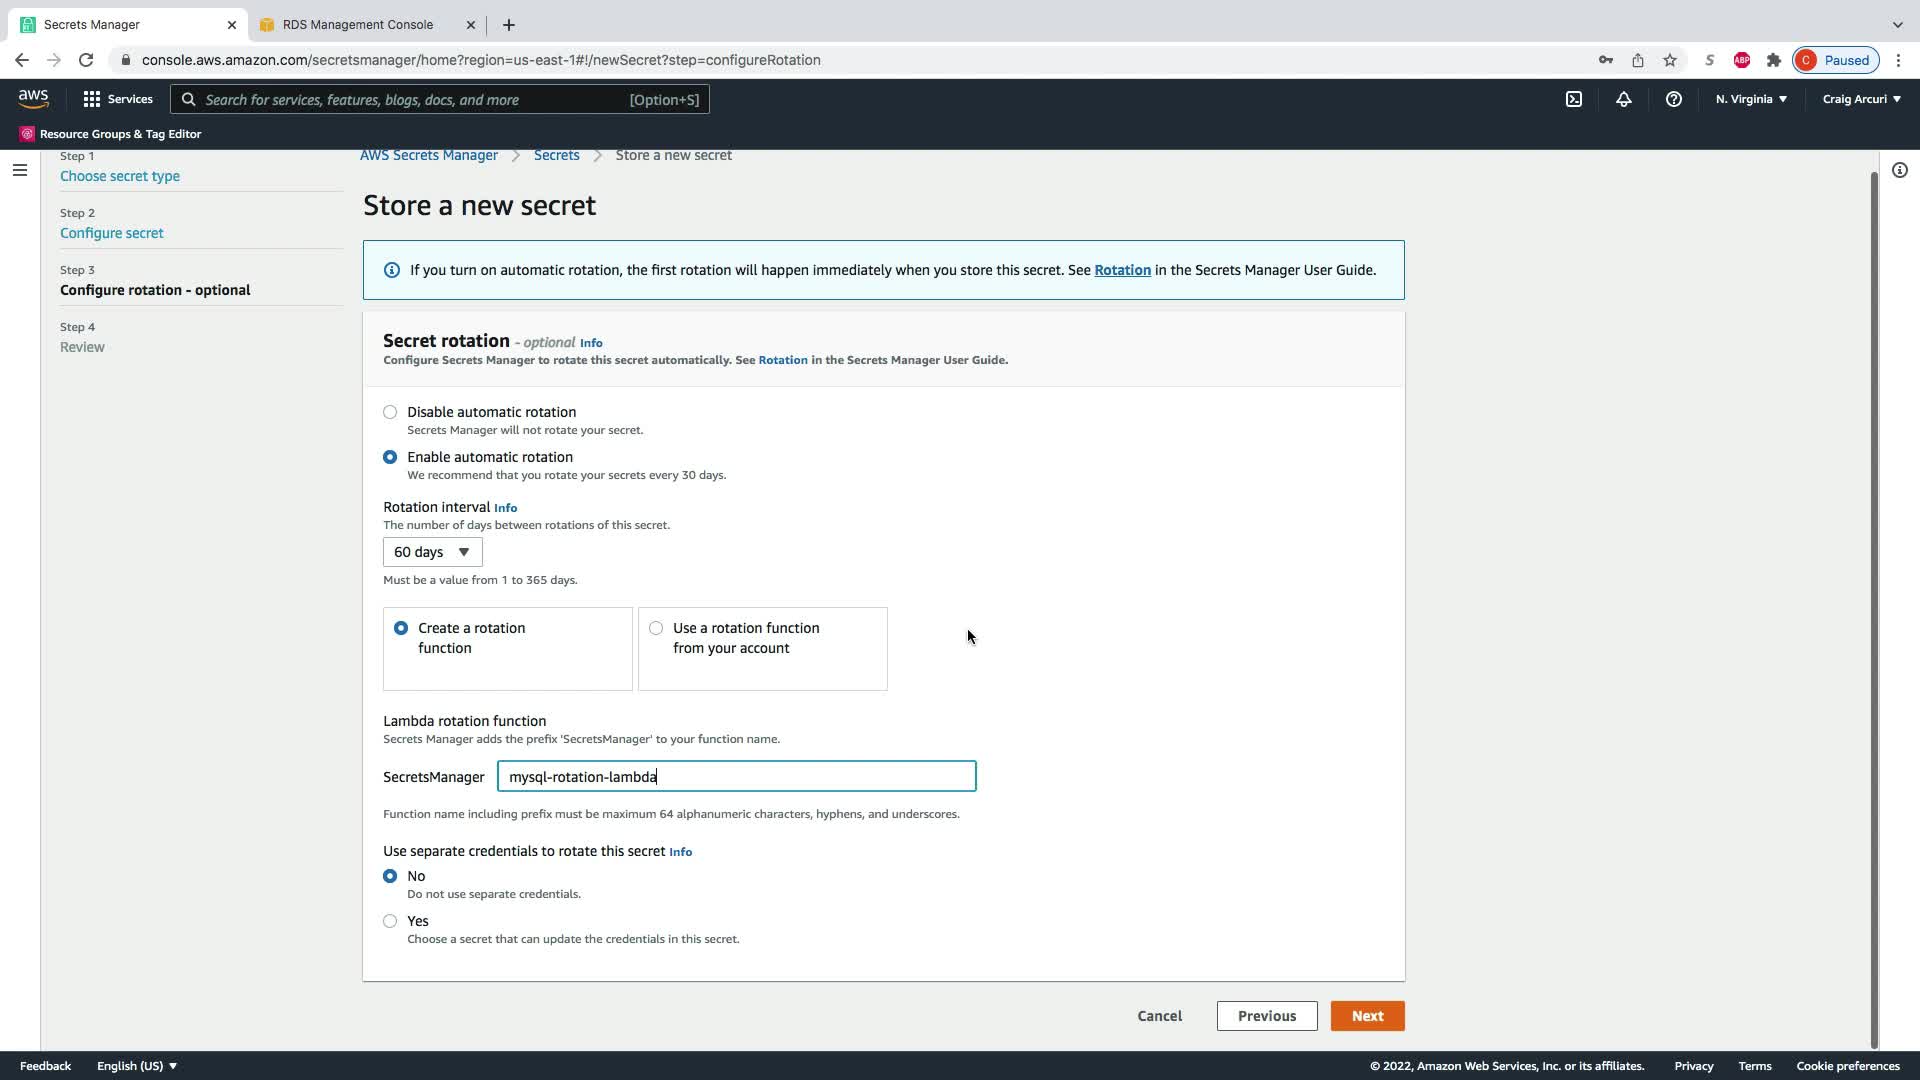 Secrets Manager
RDS Management Console
console.aws.amazon.com/secretsmanager/home?region=us-east-1#!/newSecret?step=configureRotation
S
ABP
C Paused
aws
Services
Search for services, features, blogs, docs, and more [Option+S]
N. Virginia ▼
Craig Arcuri ▼
Resource Groups & Tag Editor
Step 1
Choose secret type
Step 2
Configure secret
Step 3
Configure rotation - optional
Step 4
Review
AWS Secrets Manager > Secrets > Store a new secret
Store a new secret
If you turn on automatic rotation, the first rotation will happen immediately when you store this secret. See Rotation in the Secrets Manager User Guide.
Secret rotation - optional Info
Configure Secrets Manager to rotate this secret automatically. See Rotation in the Secrets Manager User Guide.
Disable automatic rotation
Secrets Manager will not rotate your secret.
Enable automatic rotation
We recommend that you rotate your secrets every 30 days.
Rotation interval Info
The number of days between rotations of this secret.
60 days ▼
Must be a value from 1 to 365 days.
Create a rotation
function
Use a rotation function
from your account
Lambda rotation function
Secrets Manager adds the prefix 'SecretsManager' to your function name.
SecretsManager mysql-rotation-lambda
Function name including prefix must be maximum 64 alphanumeric characters, hyphens, and underscores.
Use separate credentials to rotate this secret Info
No
Do not use separate credentials.
Yes
Choose a secret that can update the credentials in this secret.
Cancel
Previous
Next
Feedback
English (US) ▼
© 2022, Amazon Web Services, Inc. or its affiliates.
Privacy
Terms
Cookie preferences